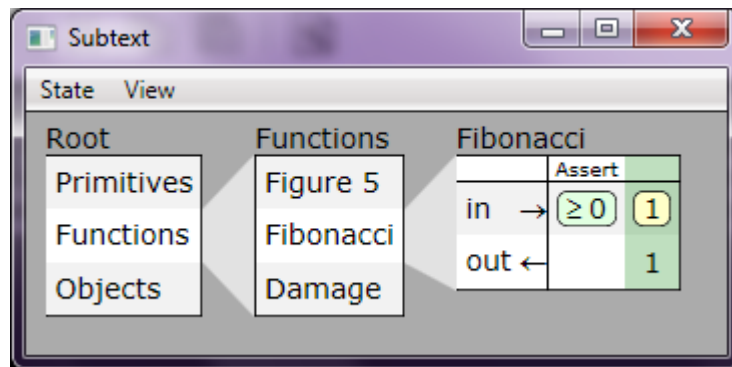 Subtext
State View
Root
Primitives
Functions
Objects
Functions
Figure 5
Fibonacci
Damage
Fibonacci
Assert
in → ≥ 0 1
out ← 1